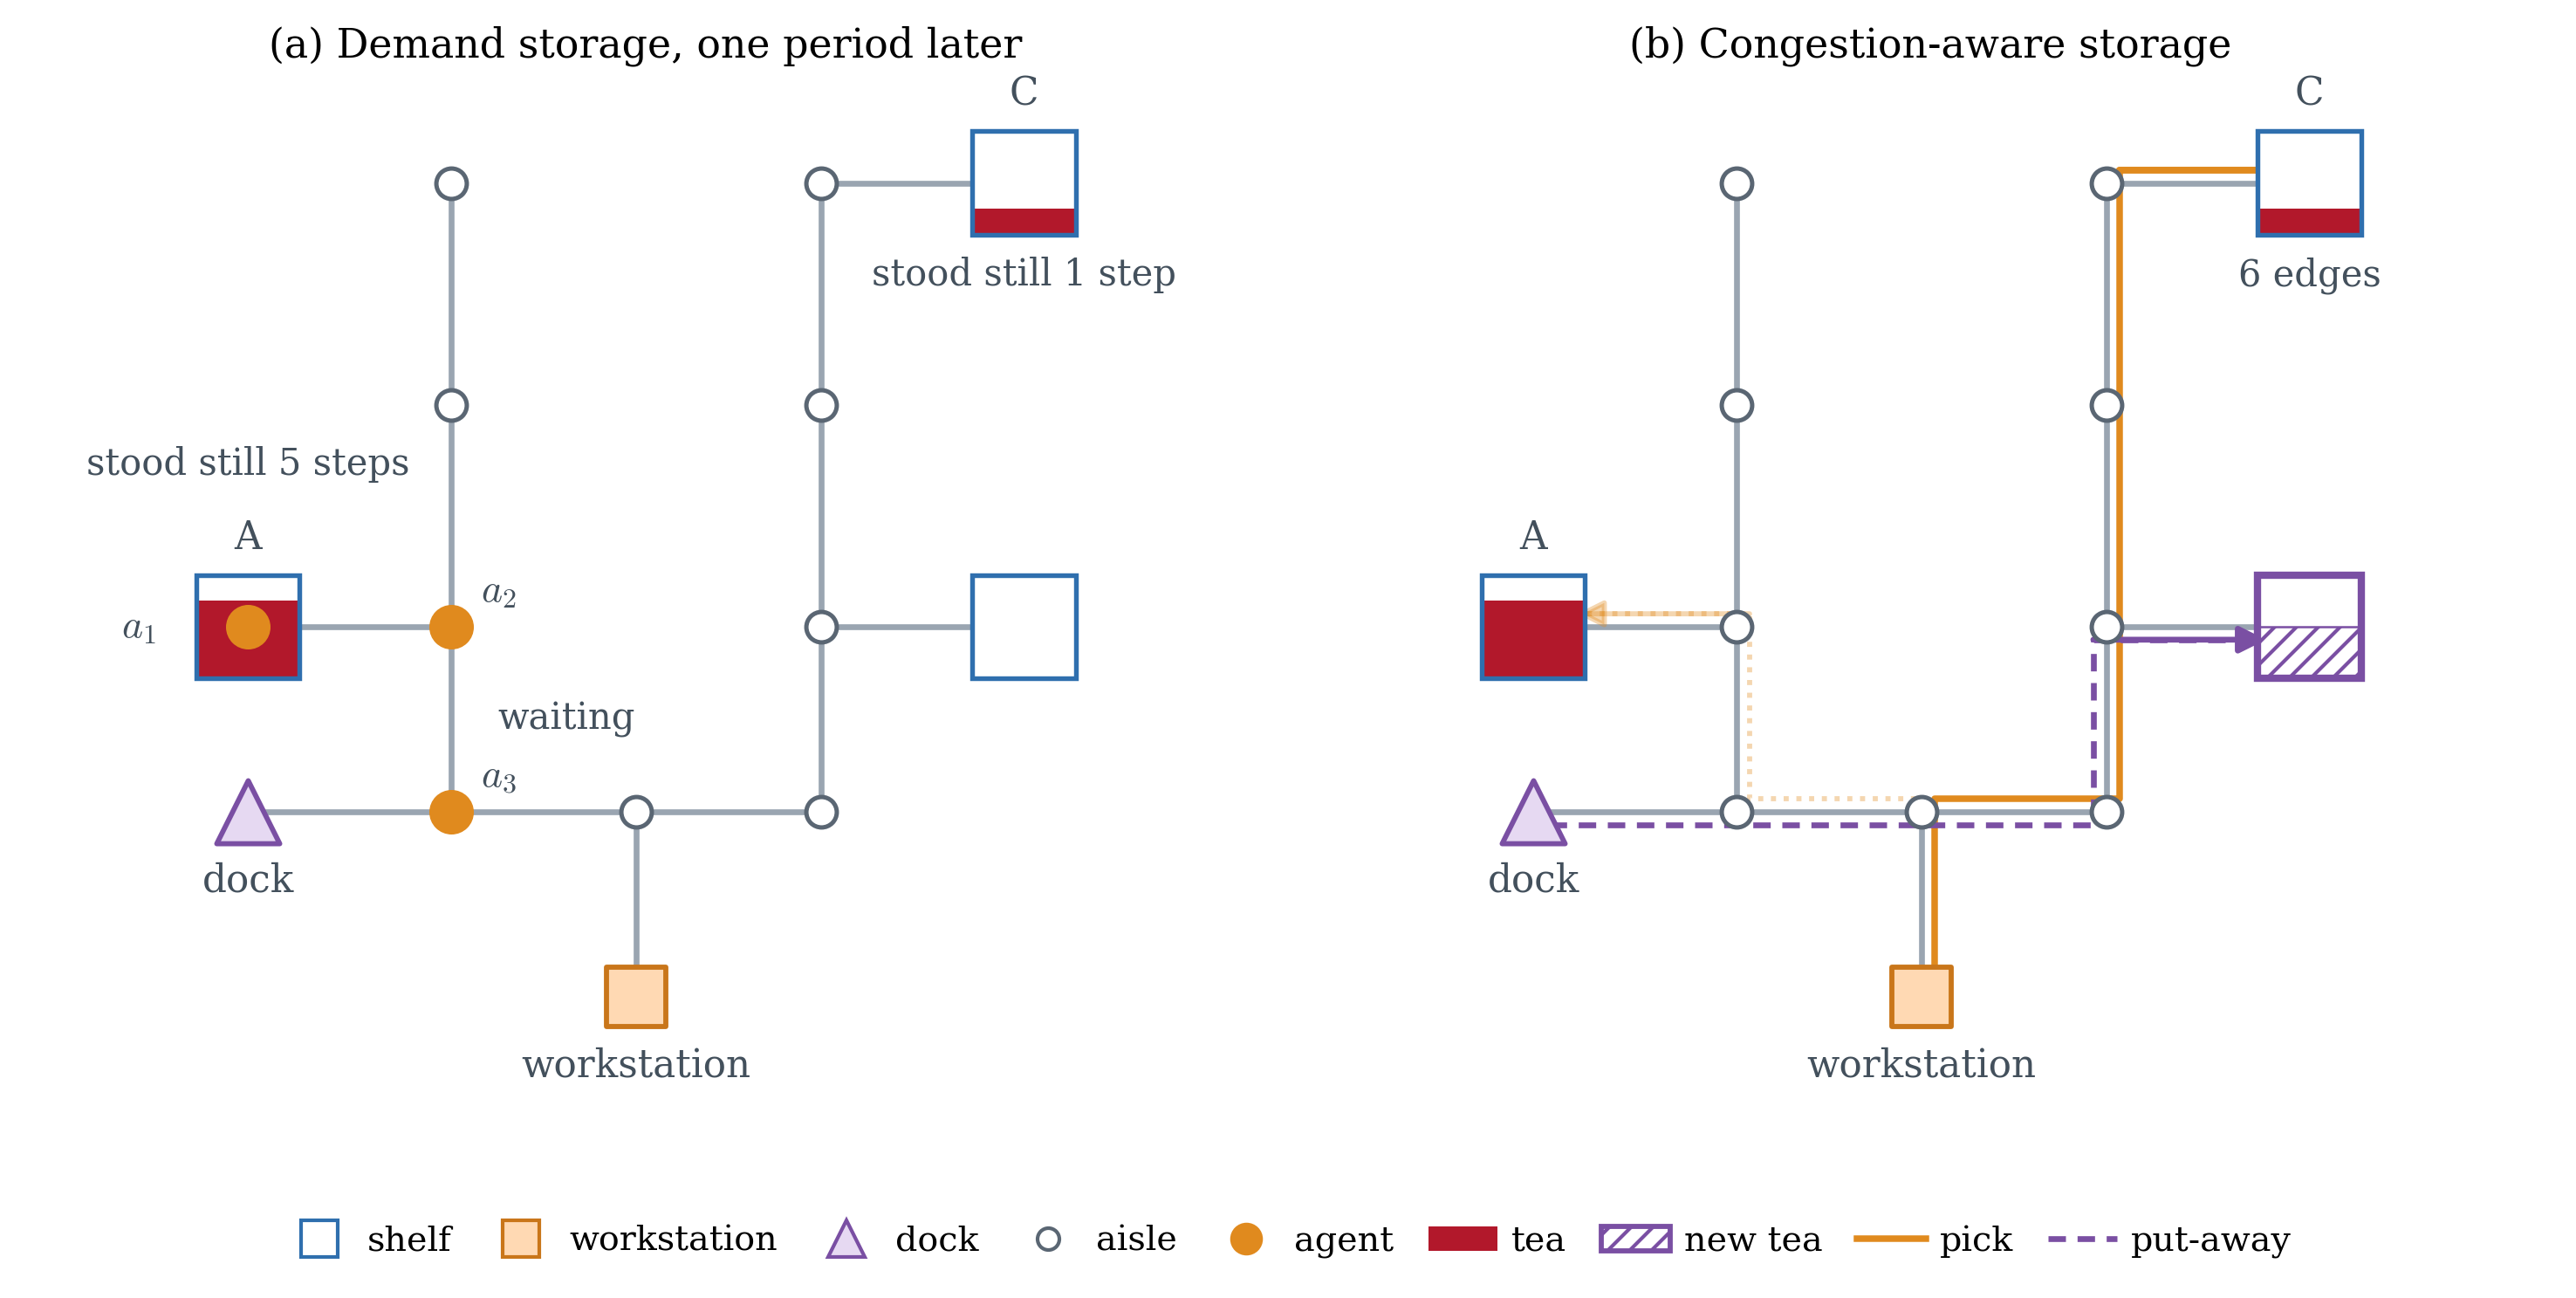 (a) Demand storage, one period later
C
stood still 1 step
stood still 5 steps
A
a₁
a₂
waiting
a₃
dock
workstation
(b) Congestion-aware storage
C
6 edges
A
dock
workstation
shelf workstation dock aisle agent tea new tea pick put-away